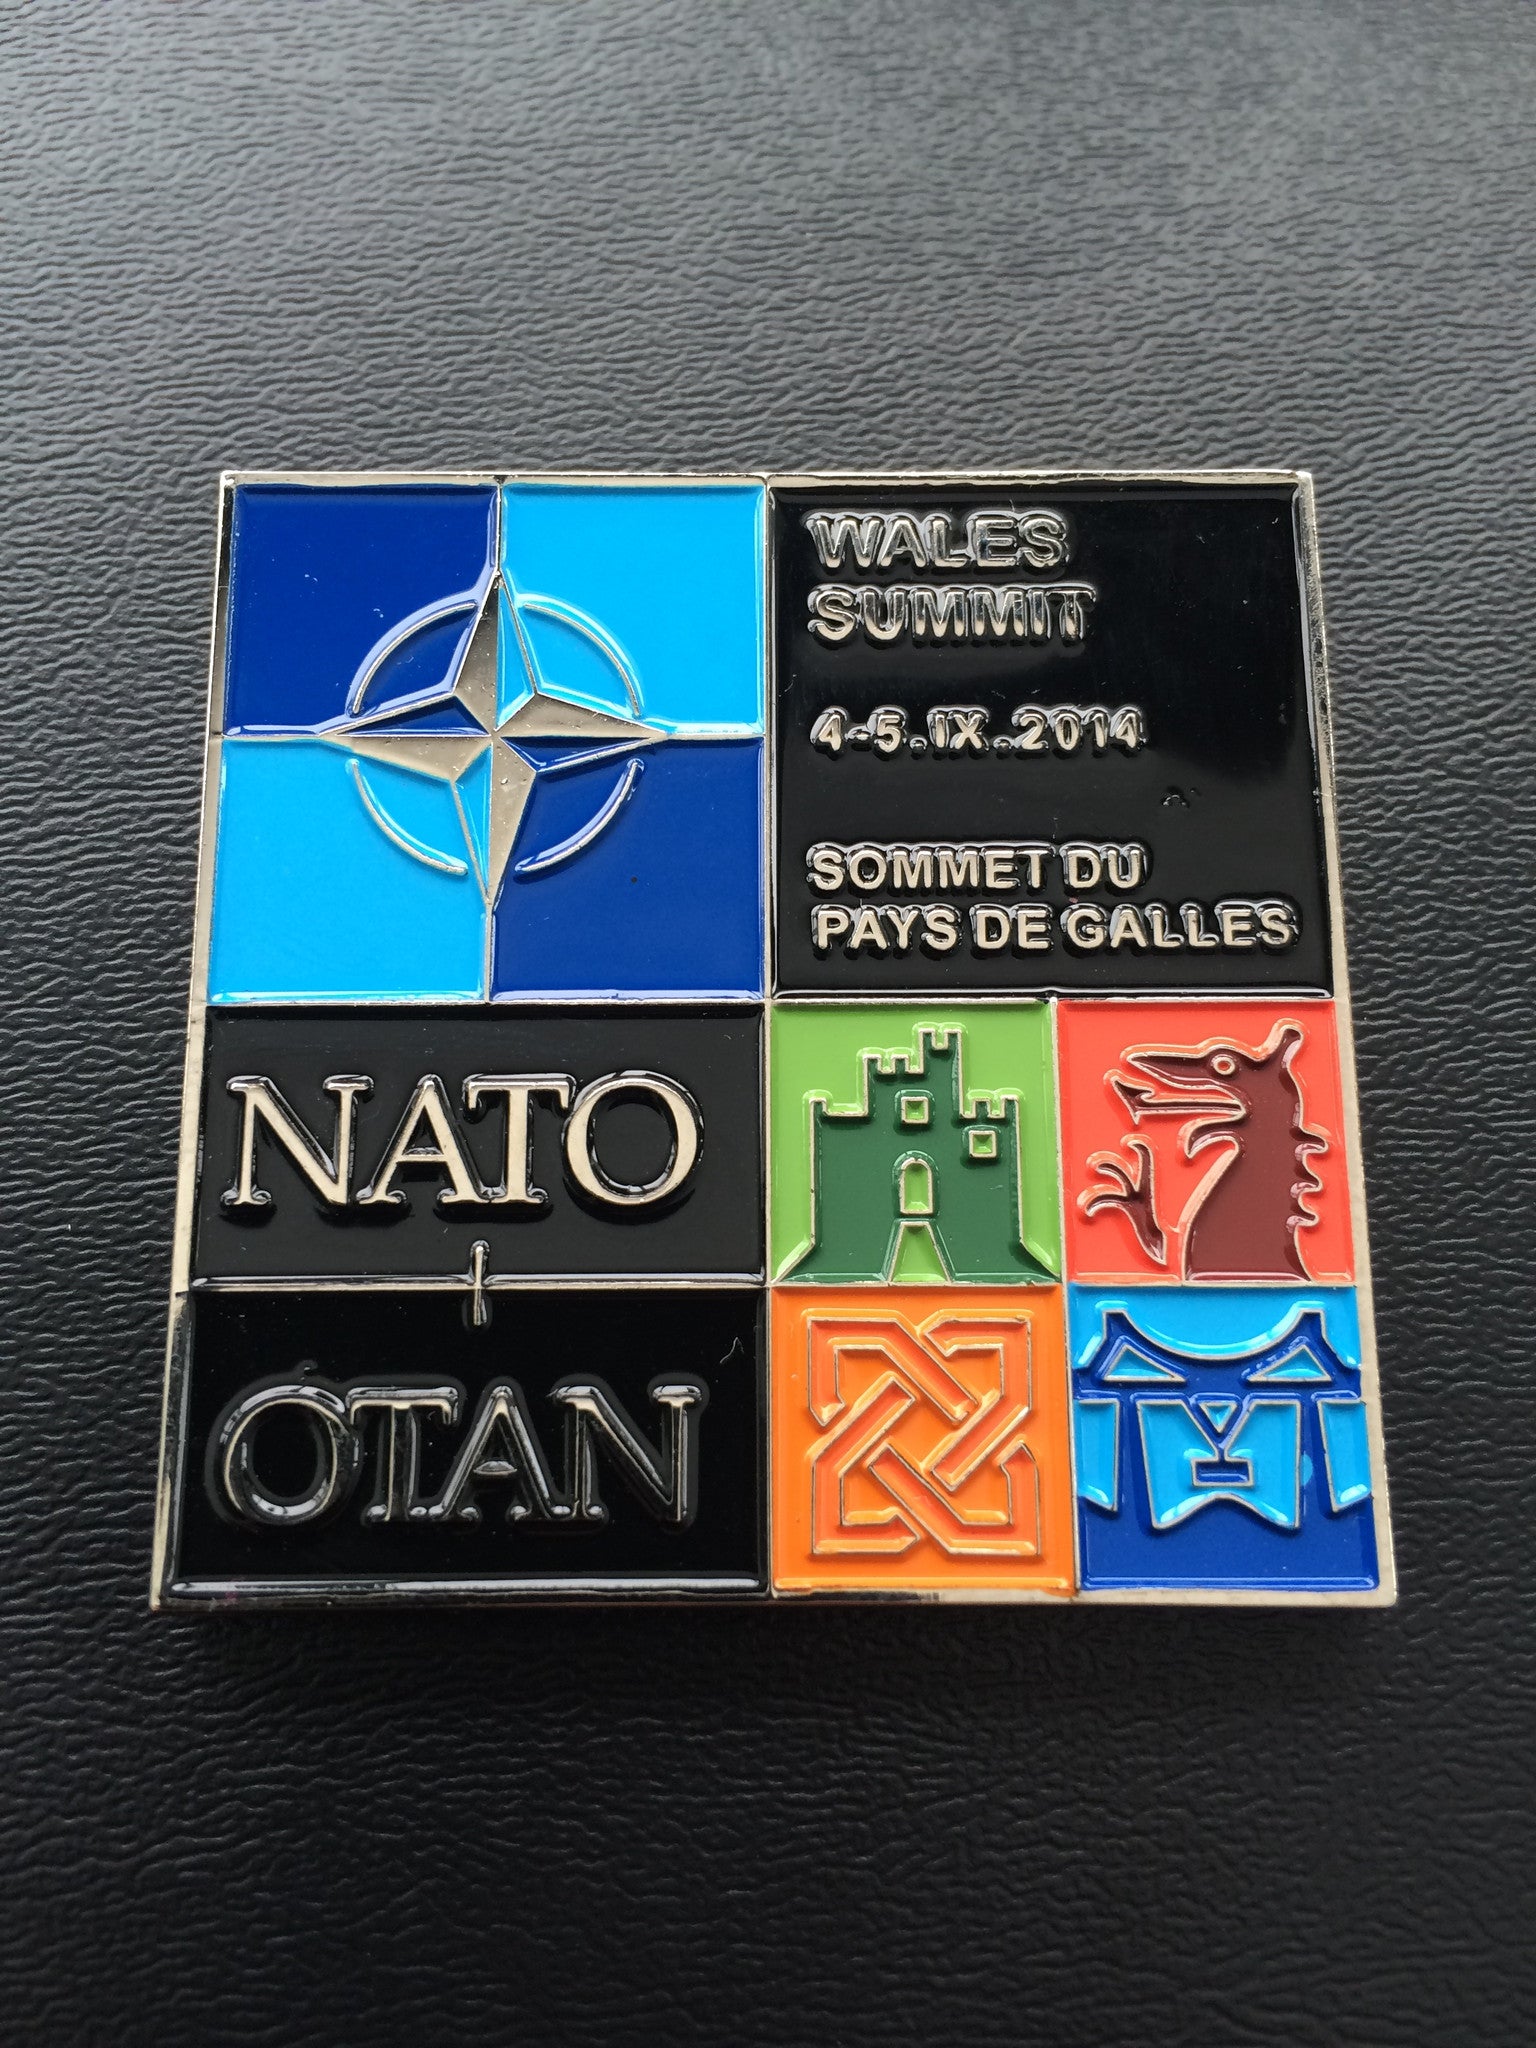 WALES
SUMMIT
4-5.IX.2014
SOMMET DU
PAYS DE GALLES
NATO
OTAN